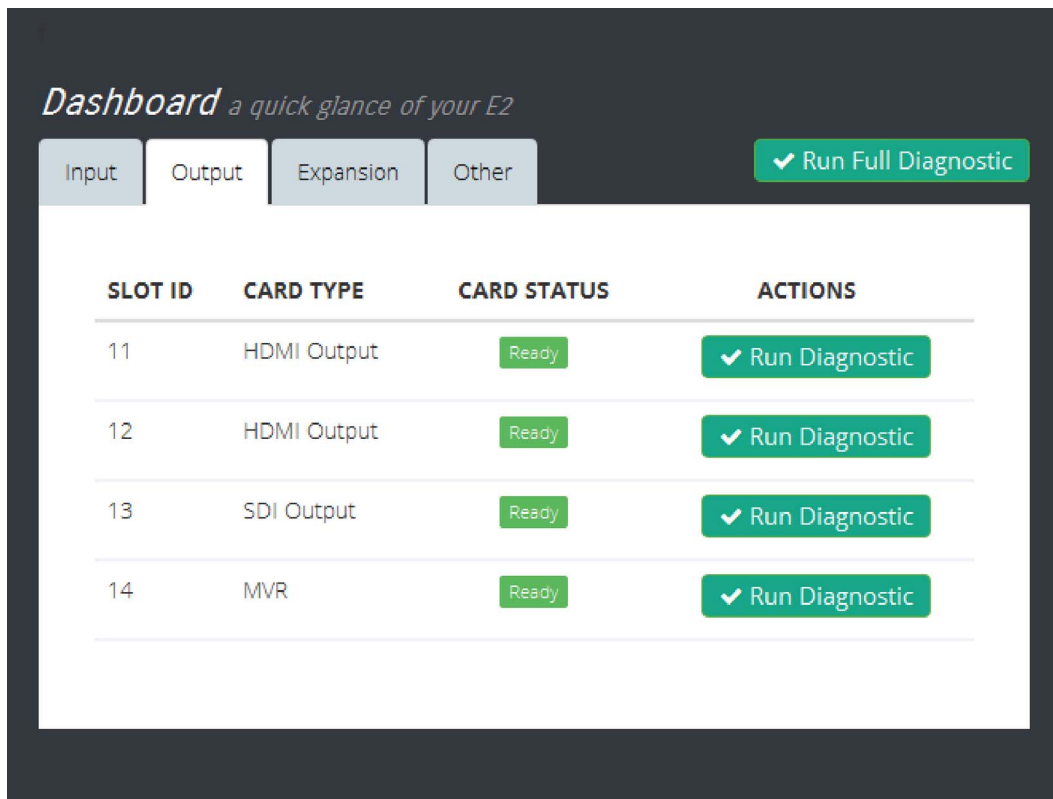 Dashboard a quick glance of your E2
Input Output Expansion Other Run Full Diagnostic
SLOT ID CARD TYPE CARD STATUS ACTIONS
11 HDMI Output Ready Run Diagnostic
12 HDMI Output Ready Run Diagnostic
13 SDI Output Ready Run Diagnostic
14 MVR Ready Run Diagnostic